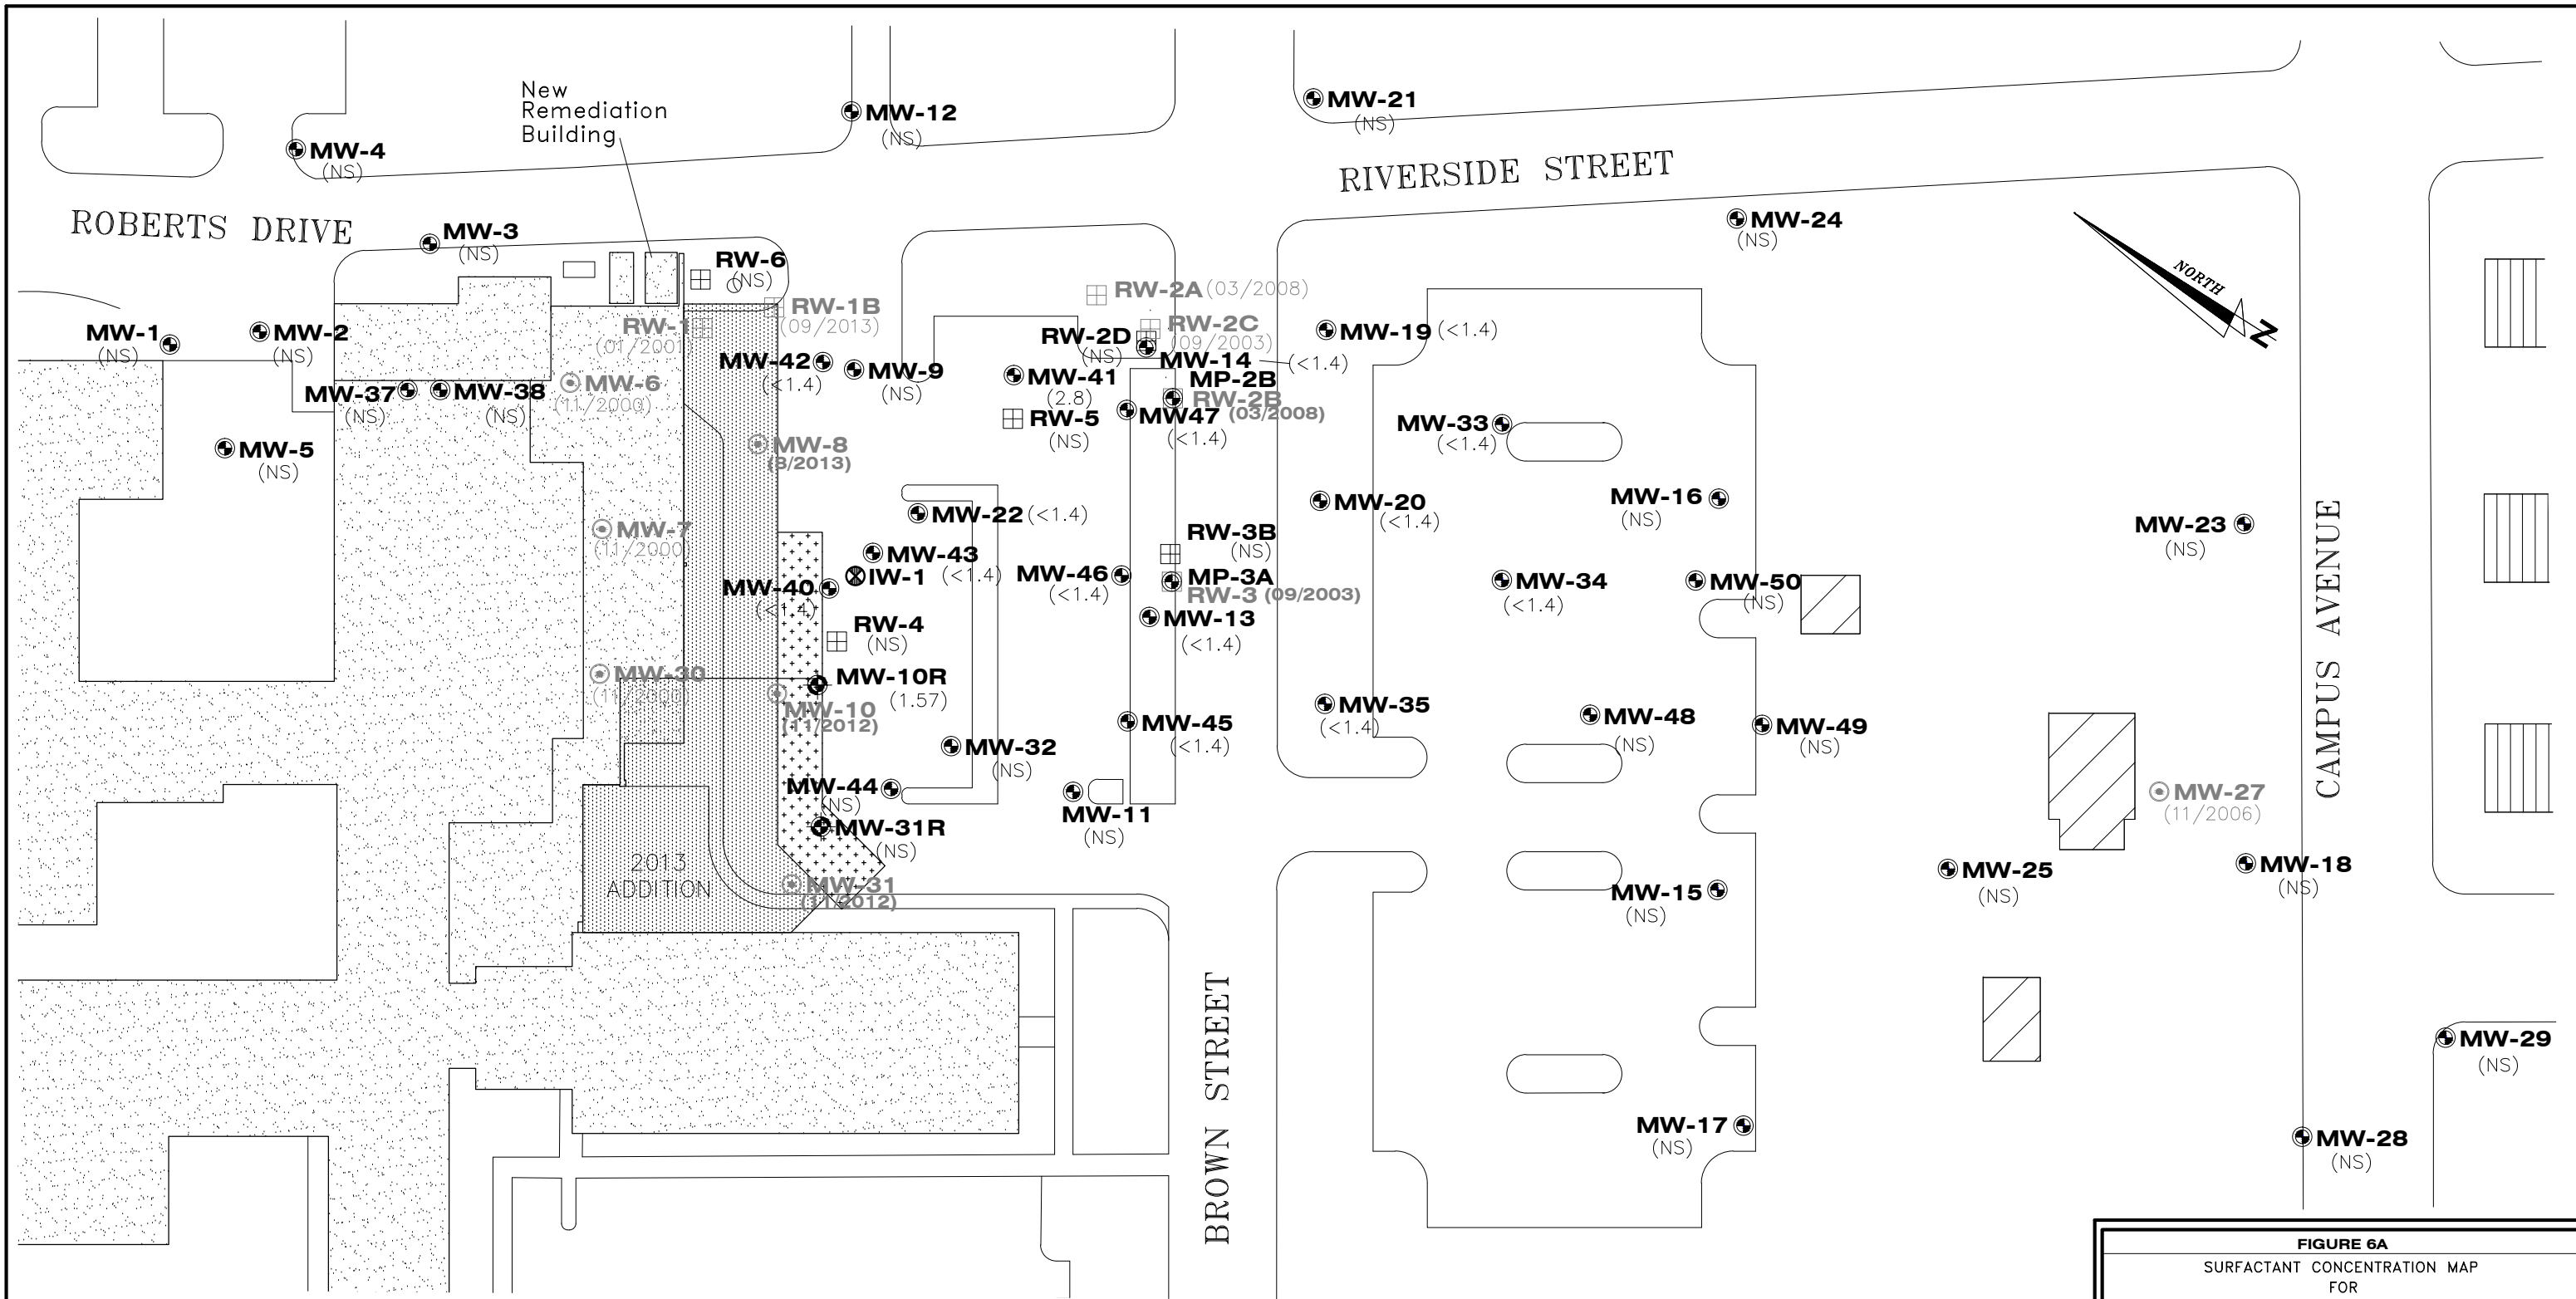 New
Remediation
Building
MW-12
(NS)
MW-21
(NS)
MW-4
(NS)
RIVERSIDE STREET
ROBERTS DRIVE
MW-3
(NS)
MW-24
(NS)
NORTH
Z
RW-6
(NS)
RW-1B
(09/2013)
RW-1
(01/2001)
RW-2A (03/2008)
RW-2C
(09/2003)
RW-2D
(NS)
MW-14
(<1.4)
MW-19 (<1.4)
MW-1
(NS)
MW-2
(NS)
MW-42
(<1.4)
MW-9
(NS)
MW-41
(2.8)
MP-2B
RW-2B
(03/2008)
MW47
(<1.4)
MW-37
(NS)
MW-38
(NS)
MW-6
(11/2000)
RW-5
(NS)
MW-33
(<1.4)
MW-5
(NS)
MW-8
(8/2013)
MW-22 (<1.4)
MW-20
(<1.4)
MW-16
(NS)
MW-23
(NS)
MW-7
(11/2000)
MW-43
(<1.4)
IW-1
MW-40
(<1.4)
RW-3B
(NS)
MW-46
(<1.4)
MP-3A
RW-3 (09/2003)
MW-34
(<1.4)
MW-50
(NS)
MW-13
(<1.4)
RW-4
(NS)
MW-30
(11/2000)
MW-10R
(1.57)
MW-10
(11/2012)
MW-35
(<1.4)
MW-48
(NS)
MW-49
(NS)
MW-45
(<1.4)
MW-32
(NS)
MW-44
(NS)
MW-11
(NS)
MW-27
(11/2006)
MW-31R
(NS)
2013
ADDITION
MW-31
(11/2012)
MW-15
(NS)
MW-25
(NS)
MW-18
(NS)
CAMPUS AVENUE
BROWN STREET
MW-29
(NS)
MW-17
(NS)
MW-28
(NS)
FIGURE 6A
SURFACTANT CONCENTRATION MAP
FOR